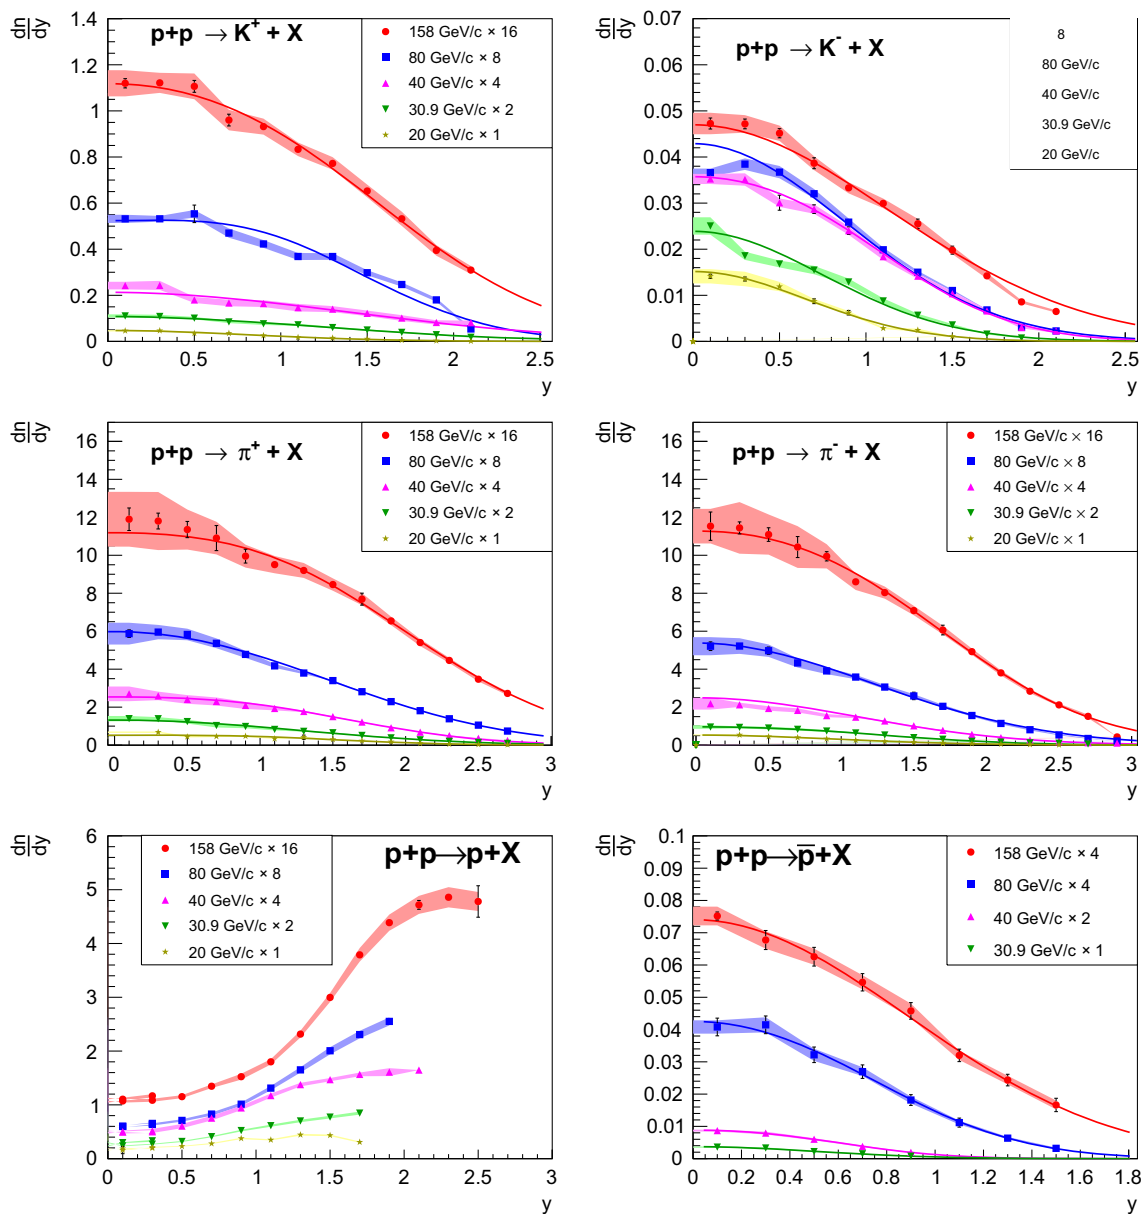 dn
dy
p+p → K⁺ + X
158 GeV/c × 16
80 GeV/c × 8
40 GeV/c × 4
30.9 GeV/c × 2
20 GeV/c × 1
1.4
1.2
1
0.8
0.6
0.4
0.2
0
0 0.5 1 1.5 2 2.5
y
dn
dy
p+p → K⁻ + X
8
80 GeV/c
40 GeV/c
30.9 GeV/c
20 GeV/c
0.07
0.06
0.05
0.04
0.03
0.02
0.01
0
0 0.5 1 1.5 2 2.5
y
dn
dy
p+p → π⁺ + X
158 GeV/c × 16
80 GeV/c × 8
40 GeV/c × 4
30.9 GeV/c × 2
20 GeV/c × 1
16
14
12
10
8
6
4
2
0
0 0.5 1 1.5 2 2.5 3
y
dn
dy
p+p → π⁻ + X
158 GeV/c × 16
80 GeV/c × 8
40 GeV/c × 4
30.9 GeV/c × 2
20 GeV/c × 1
16
14
12
10
8
6
4
2
0
0 0.5 1 1.5 2 2.5 3
y
dn
dy
p+p→p+X
158 GeV/c × 16
80 GeV/c × 8
40 GeV/c × 4
30.9 GeV/c × 2
20 GeV/c × 1
6
5
4
3
2
1
0
0 0.5 1 1.5 2 2.5 3
y
dn
dy
p+p→p̅+X
158 GeV/c × 4
80 GeV/c × 4
40 GeV/c × 2
30.9 GeV/c × 1
0.1
0.09
0.08
0.07
0.06
0.05
0.04
0.03
0.02
0.01
0
0 0.2 0.4 0.6 0.8 1 1.2 1.4 1.6 1.8
y